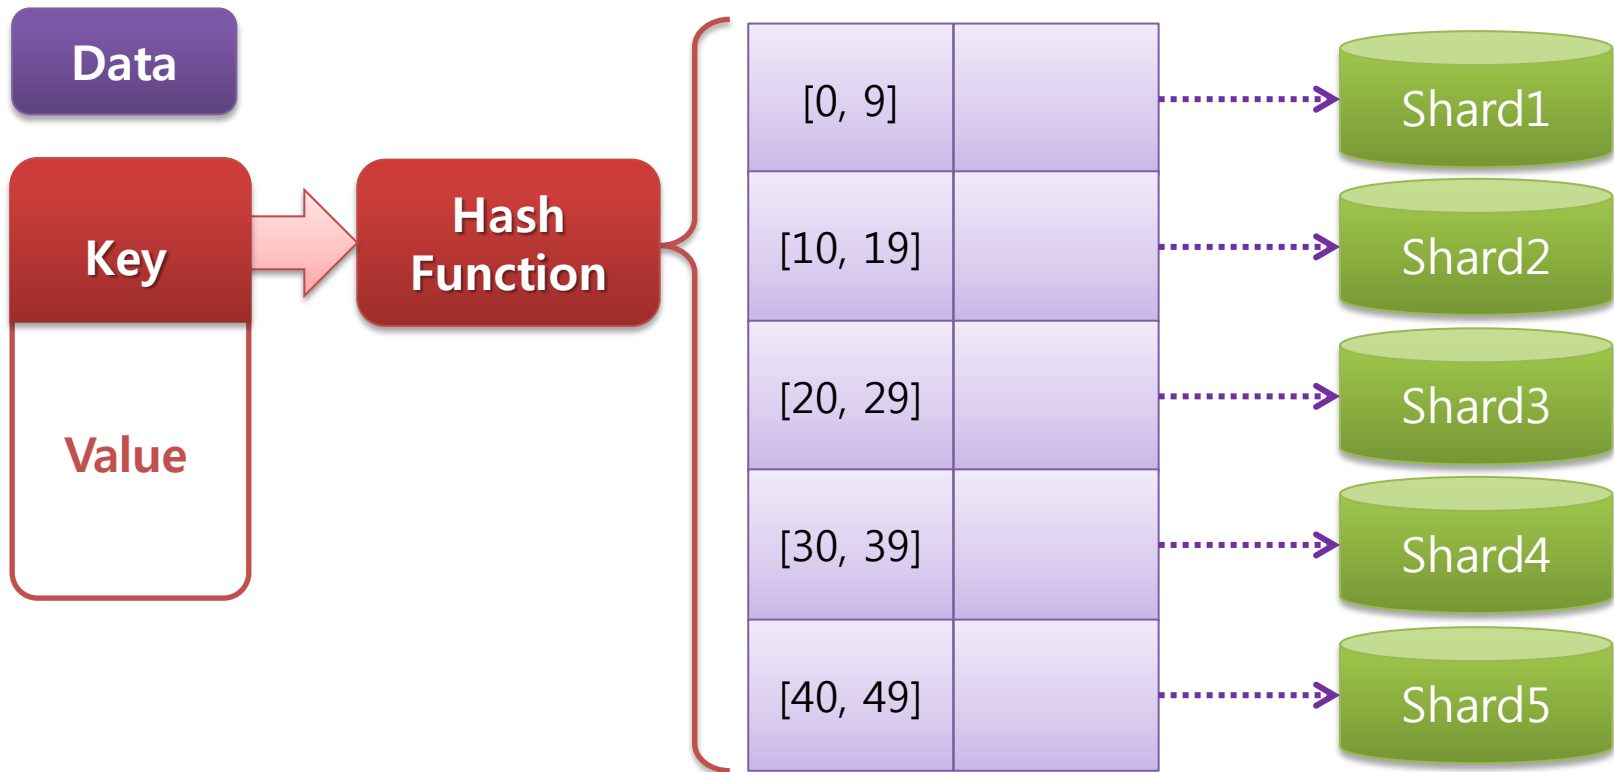 Data
Key
Value
Hash
Function
[0, 9]
[10, 19]
[20, 29]
[30, 39]
[40, 49]
Shard1
Shard2
Shard3
Shard4
Shard5